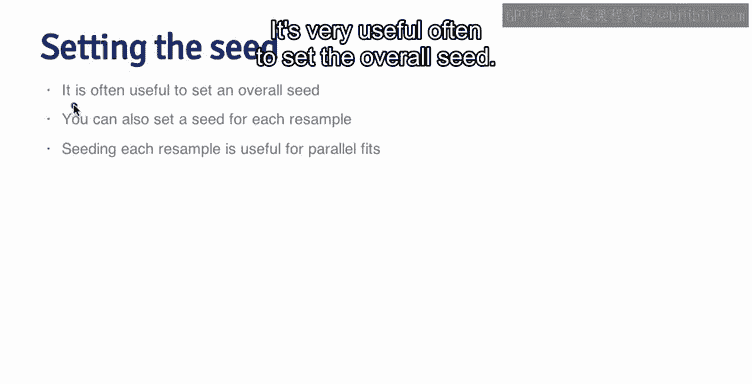 Setting the seed
It's very useful often
to set the overall seed.
· It is often useful to set an overall seed
· You can also set a seed for each resample
· Seeding each resample is useful for parallel fits